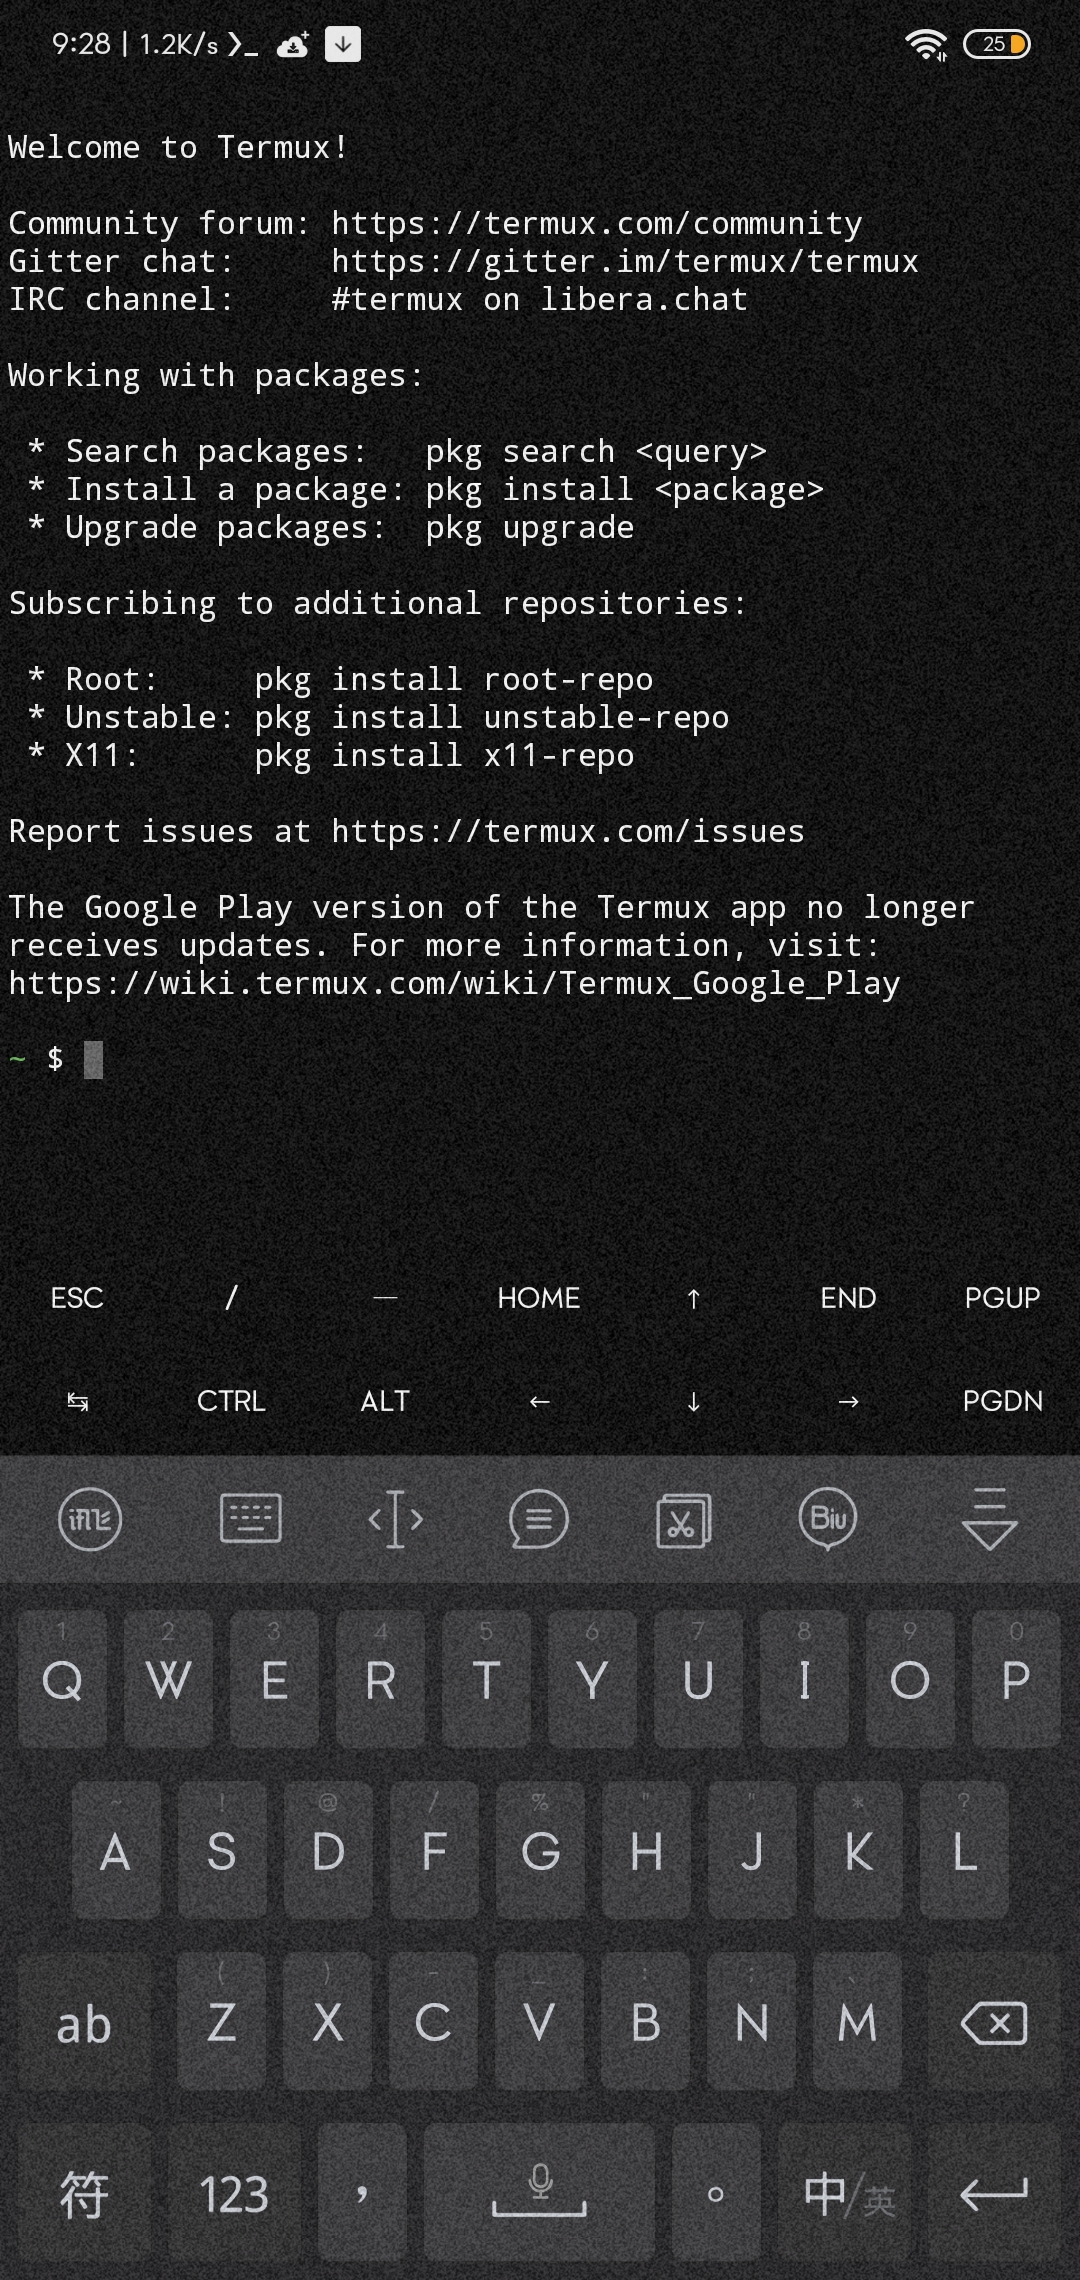 9:28 | 1.2K/s
25
Welcome to Termux!
Community forum: https://termux.com/community
Gitter chat:     https://gitter.im/termux/termux
IRC channel:     #termux on libera.chat
Working with packages:
 * Search packages:   pkg search <query>
 * Install a package: pkg install <package>
 * Upgrade packages:  pkg upgrade
Subscribing to additional repositories:
 * Root:     pkg install root-repo
 * Unstable: pkg install unstable-repo
 * X11:      pkg install x11-repo
Report issues at https://termux.com/issues
The Google Play version of the Termux app no longer
receives updates. For more information, visit:
https://wiki.termux.com/wiki/Termux_Google_Play
~ $
ESC / — HOME ↑ END PGUP
↹ CTRL ALT ← ↓ → PGDN
Biu
1 2 3 4 5 6 7 8 9 0
Q W E R T Y U I O P
~ ! @ / % " " * ?
A S D F G H J K L
( ) - _ : ; 、
ab Z X C V B N M
符 123 , 。 中/英